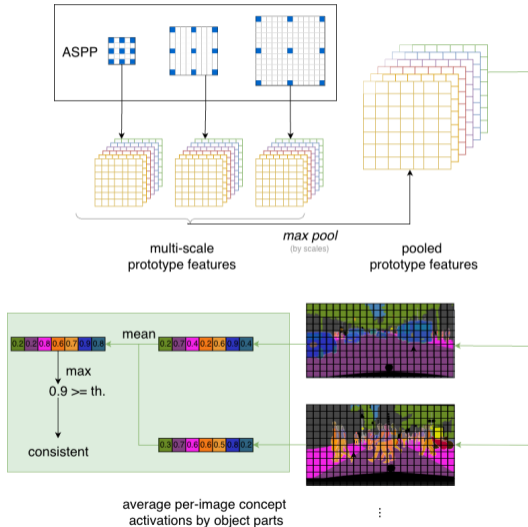 ASPP
multi-scale
prototype features
max pool
(by scales)
pooled
prototype features
mean
0.2 0.2 0.8 0.6 0.7 0.9 0.8
0.2 0.7 0.4 0.2 0.6 0.9 0.4
max
0.9 >= th.
consistent
0.3 0.7 0.6 0.6 0.5 0.8 0.2
average per-image concept
activations by object parts
⋮